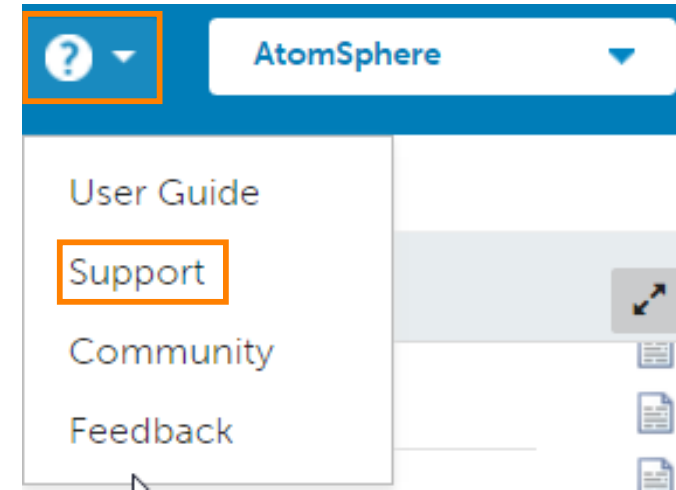 ? AtomSphere
User Guide
Support
Community
Feedback